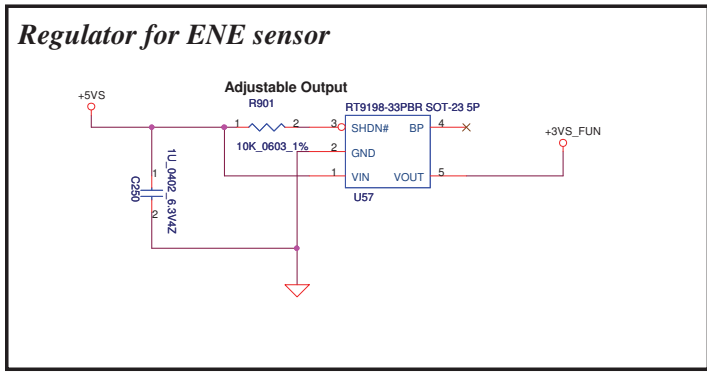 Regulator for ENE sensor
Adjustable Output
+5VS
R901
RT9198-33PBR SOT-23 5P
1 2 3 SHDN# BP 4
+3VS_FUN
10K_0603_1%
2 GND
1 VIN VOUT 5
U57
1
C250
2
1U_0402_6.3V4Z